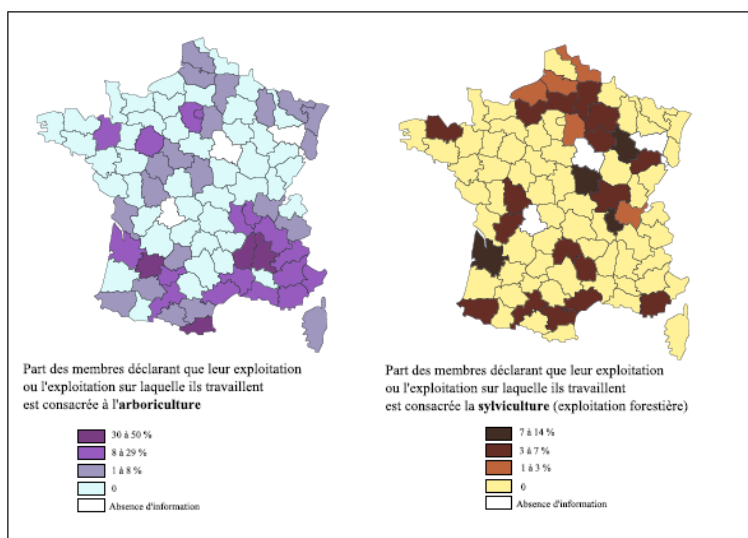 Part des membres déclarant que leur exploitation
ou l'exploitation sur laquelle ils travaillent
est consacrée à l'arboriculture
30 à 50 %
8 à 29 %
1 à 8 %
0
Absence d'information
Part des membres déclarant que leur exploitation
ou l'exploitation sur laquelle ils travaillent
est consacrée la sylviculture (exploitation forestière)
7 à 14 %
3 à 7 %
1 à 3 %
0
Absence d'information